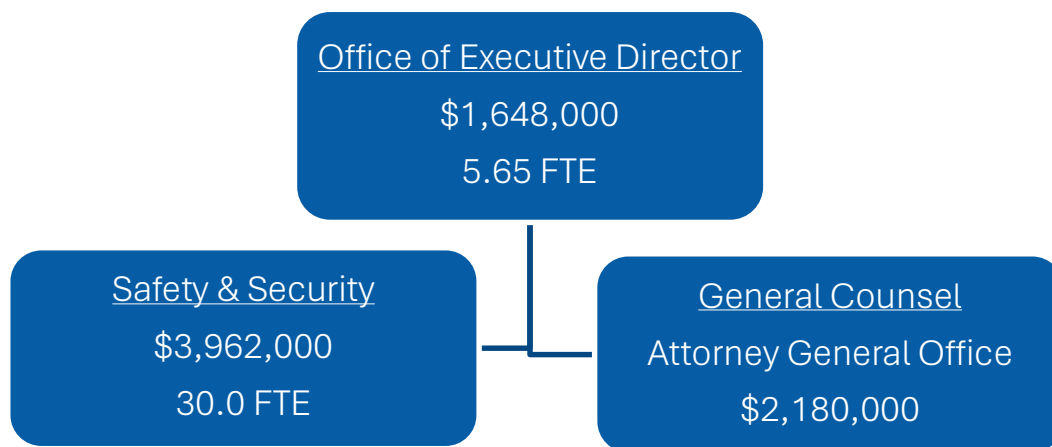 Office of Executive Director
$1,648,000
5.65 FTE
Safety & Security
$3,962,000
30.0 FTE
General Counsel
Attorney General Office
$2,180,000